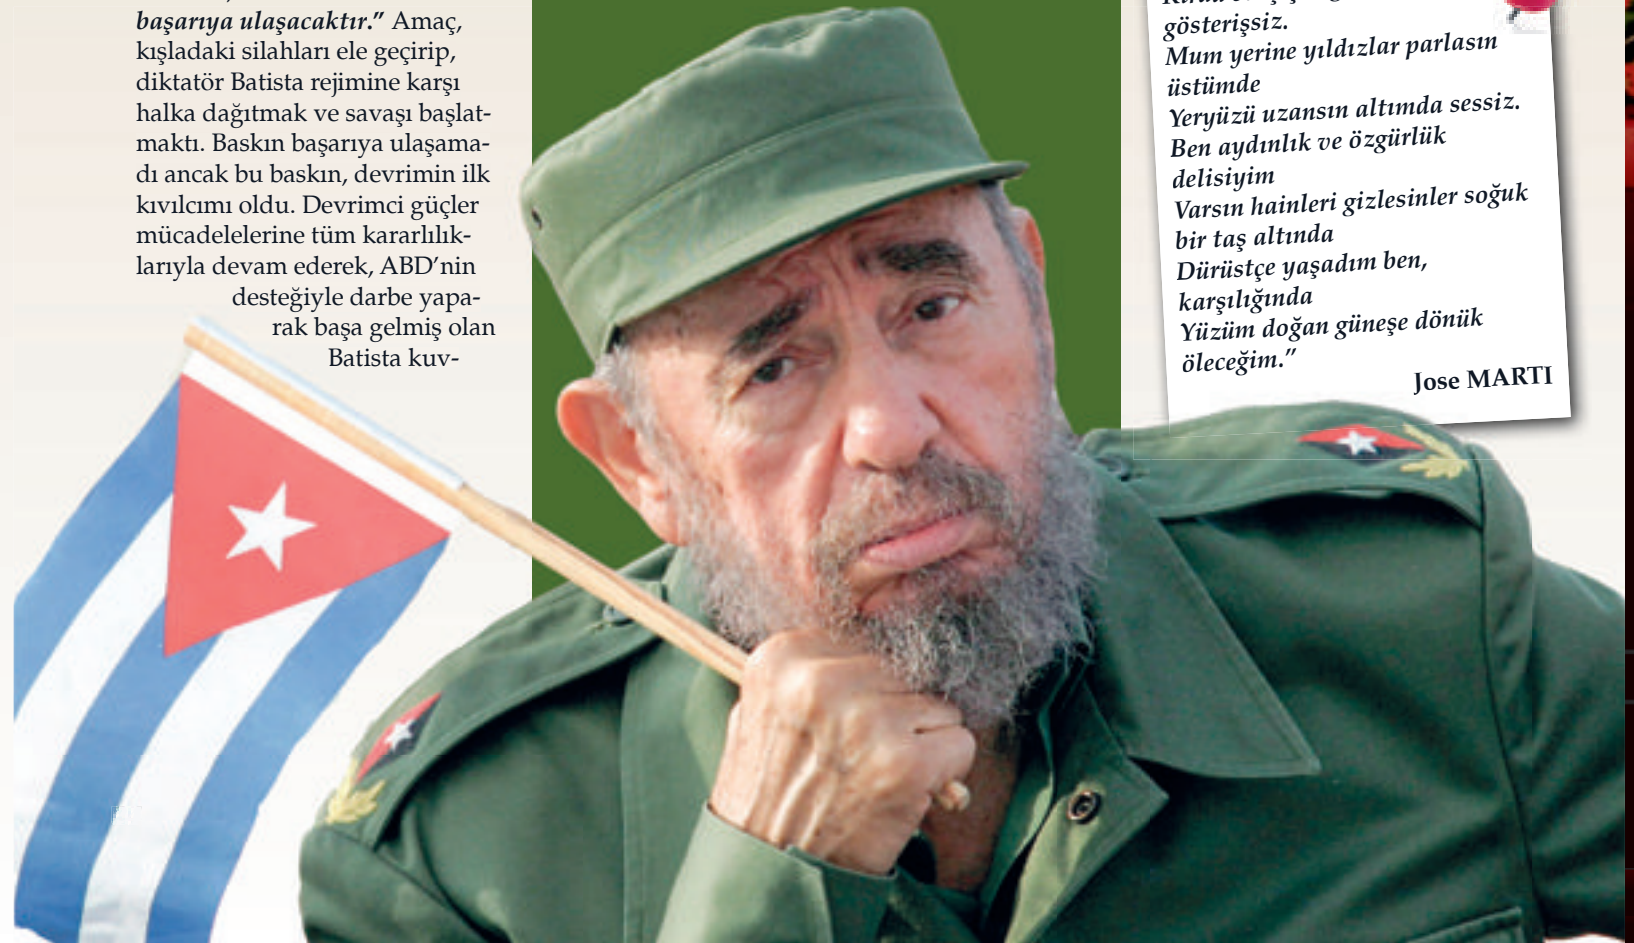 başarıya ulaşacaktır." Amaç,
kışladaki silahları ele geçirip,
diktatör Batista rejimine karşı
halka dağıtmak ve savaşı başlat-
maktı. Baskın başarıya ulaşama-
dı ancak bu baskın, devrimin ilk
kıvılcımı oldu. Devrimci güçler
mücadelelerine tüm kararlılık-
larıyla devam ederek, ABD'nin
desteğiyle darbe yapa-
rak başa gelmiş olan
Batista kuv-
gösterişsiz.
Mum yerine yıldızlar parlasın
üstümde
Yeryüzü uzansın altımda sessiz.
Ben aydınlık ve özgürlük
delisiyim
Varsın hainleri gizlesinler soğuk
bir taş altında
Dürüstçe yaşadım ben,
karşılığında
Yüzüm doğan güneşe dönük
öleceğim."
Jose MARTI